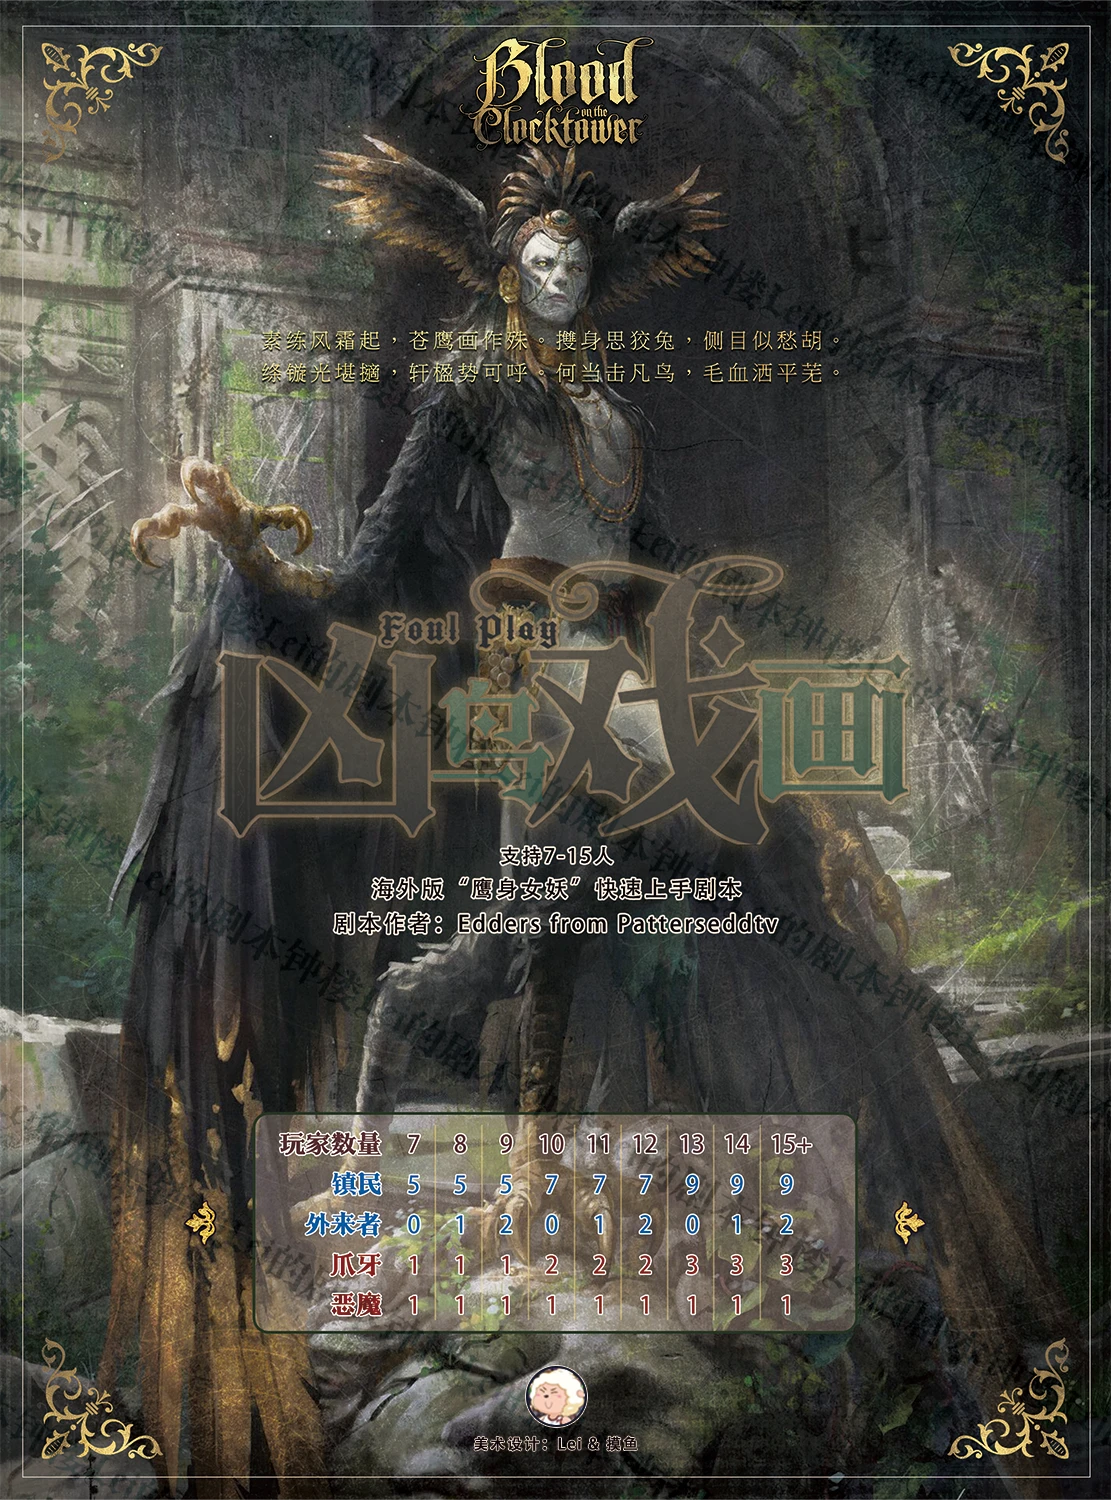 Blood
on the
Clocktower
素练风霜起，苍鹰画作殊。㧐身思狡兔，侧目似愁胡。
绦镟光堪擿，轩楹势可呼。何当击凡鸟，毛血洒平芜。
Foul Play
凶鸟戏画
支持7-15人
海外版“鹰身女妖”快速上手剧本
剧本作者：Edders from Patterseddtv
玩家数量 7 8 9 10 11 12 13 14 15+
镇民 5 5 5 7 7 7 9 9 9
外来者 0 1 2 0 1 2 0 1 2
爪牙 1 1 1 2 2 2 3 3 3
恶魔 1 1 1 1 1 1 1 1 1
美术设计：Lei & 摸鱼